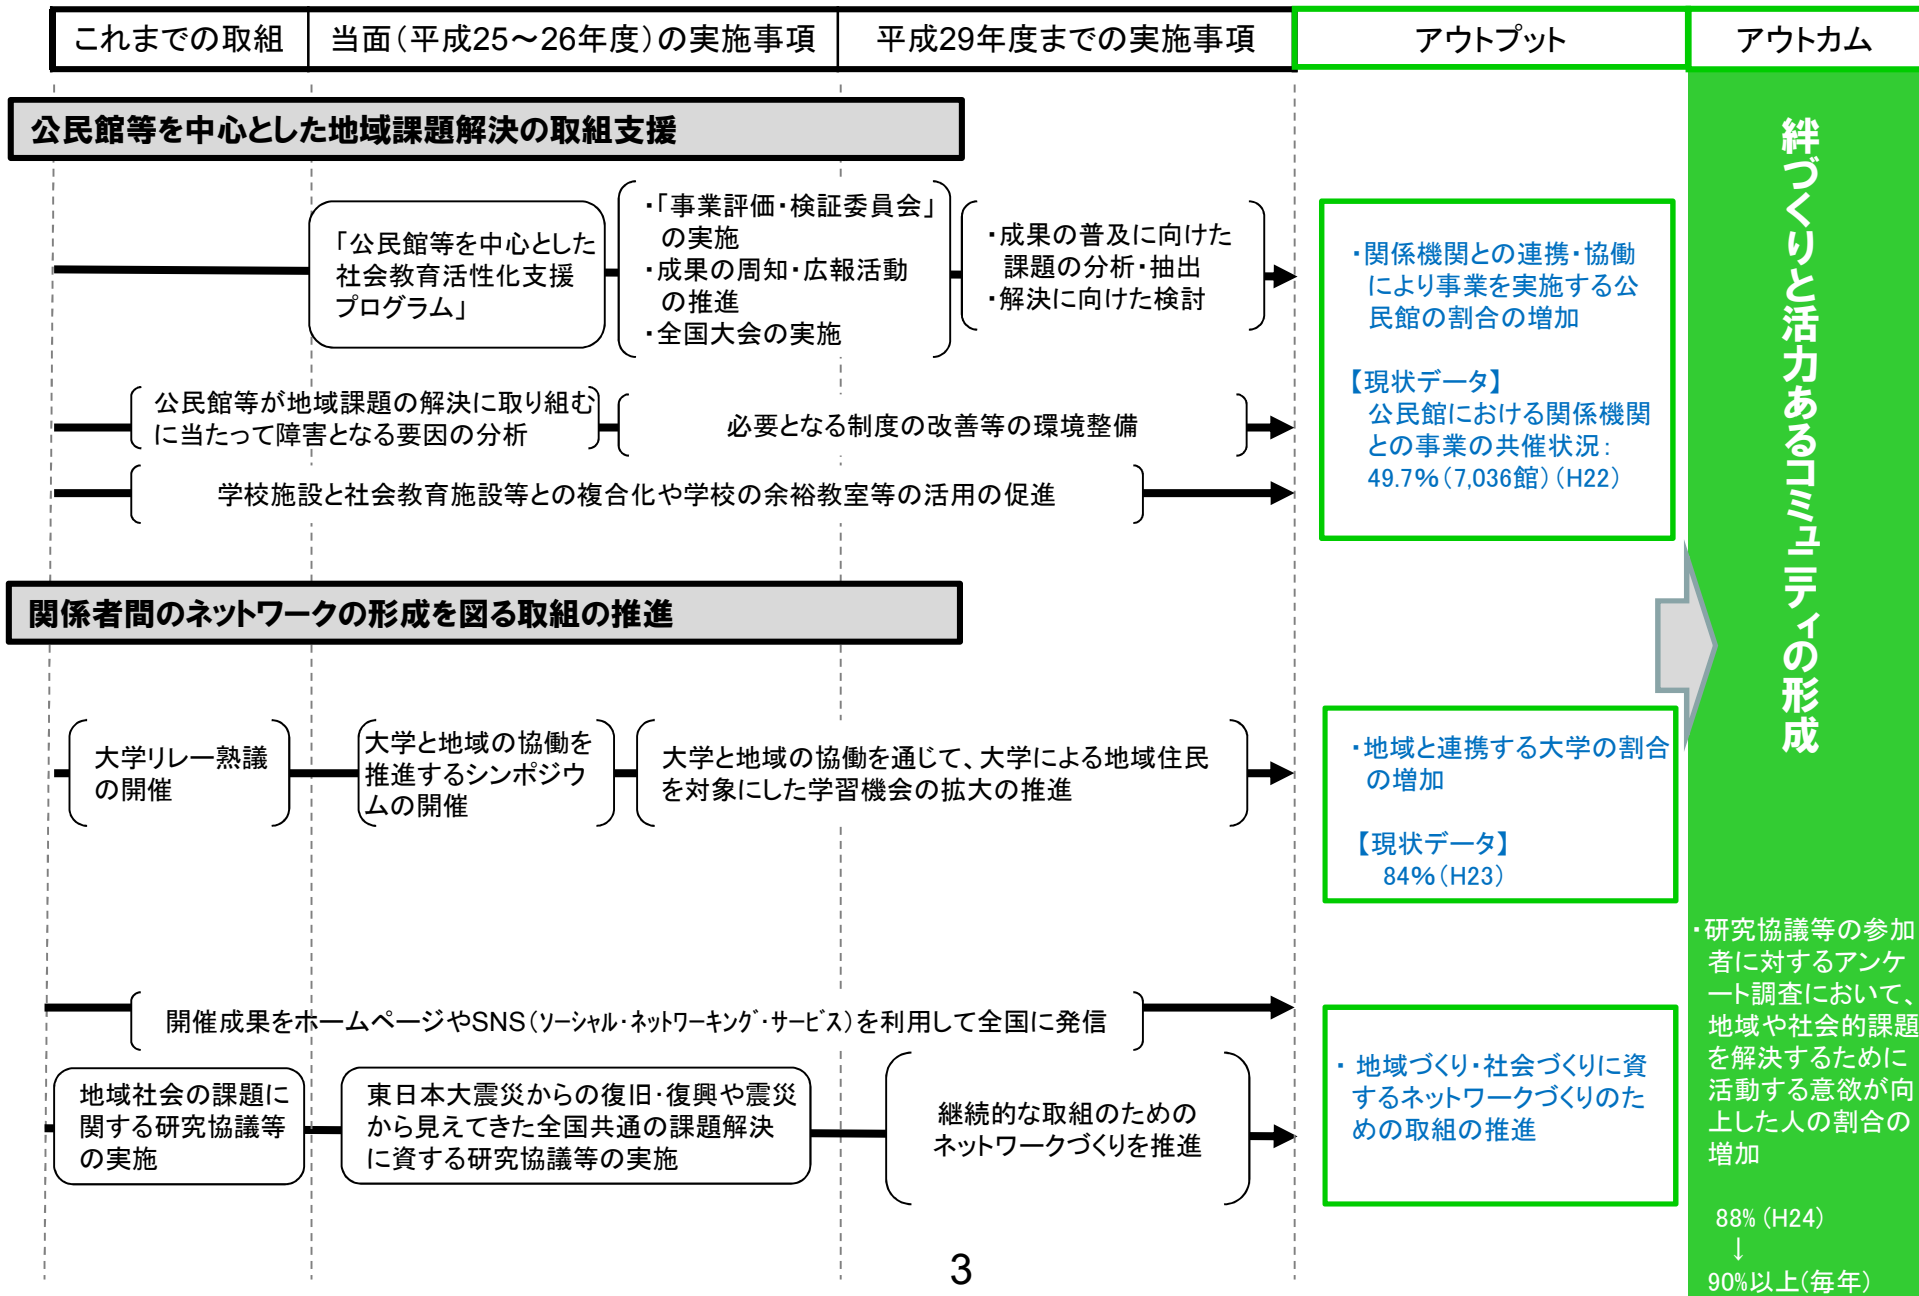 これまでの取組
当面(平成25～26年度)の実施事項
平成29年度までの実施事項
アウトプット
アウトカム
公民館等を中心とした地域課題解決の取組支援
「公民館等を中心とした
社会教育活性化支援
プログラム」
・「事業評価・検証委員会」
の実施
・成果の周知・広報活動
の推進
・全国大会の実施
・成果の普及に向けた
課題の分析・抽出
・解決に向けた検討
公民館等が地域課題の解決に取り組む
に当たって障害となる要因の分析
必要となる制度の改善等の環境整備
学校施設と社会教育施設等との複合化や学校の余裕教室等の活用の促進
・関係機関との連携・協働
により事業を実施する公
民館の割合の増加
【現状データ】
公民館における関係機関
との事業の共催状況:
49.7%(7,036館)(H22)
関係者間のネットワークの形成を図る取組の推進
大学リレー熟議
の開催
大学と地域の協働を
推進するシンポジウ
ムの開催
大学と地域の協働を通じて、大学による地域住民
を対象にした学習機会の拡大の推進
・地域と連携する大学の割合
の増加
【現状データ】
84%(H23)
開催成果をホームページやSNS(ソーシャル・ネットワーキング・サービス)を利用して全国に発信
地域社会の課題に
関する研究協議等
の実施
東日本大震災からの復旧・復興や震災
から見えてきた全国共通の課題解決
に資する研究協議等の実施
継続的な取組のための
ネットワークづくりを推進
・ 地域づくり・社会づくりに資
するネットワークづくりのた
めの取組の推進
絆づくりと活力あるコミュニティの形成
・研究協議等の参加
者に対するアンケ
ート調査において、
地域や社会的課題
を解決するために
活動する意欲が向
上した人の割合の
増加
88%(H24)
↓
90%以上(毎年)
3